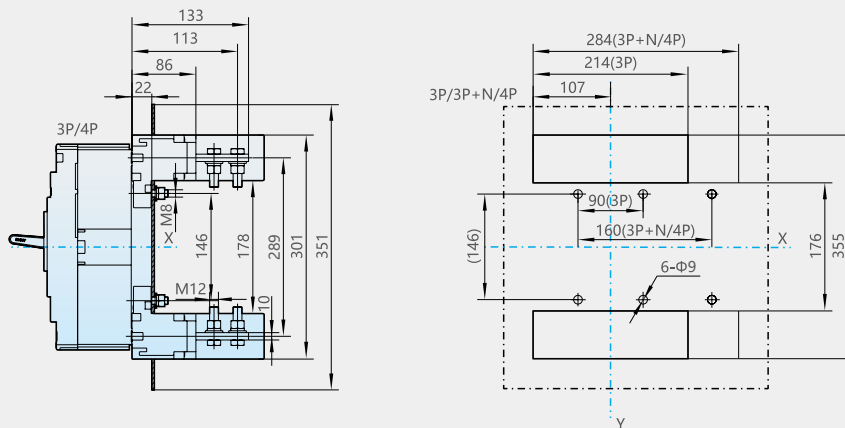 133
113
86
22
3P/4P
M8
X
146
178
289
301
351
M12
10
284(3P+N/4P)
214(3P)
3P/3P+N/4P
107
90(3P)
(146)
160(3P+N/4P)
X
176
355
6-Φ9
Y